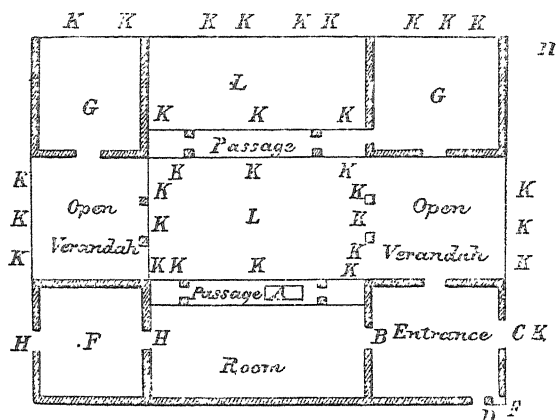 K K K K K K K K K
n
L
G G
K K K
Passage
K K K
K K K
K Open K L K Open K
K Verandah K Verandah K
K K K K K K K
Passage A
H .F H B Entrance C K
Room
D F